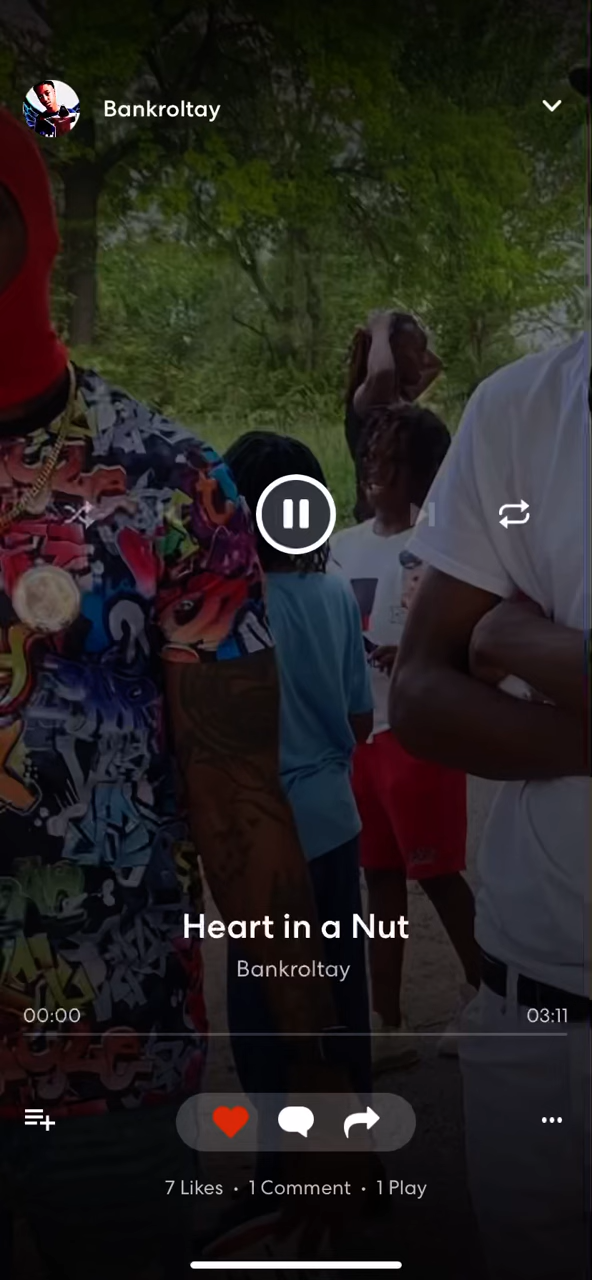 Bankroltay
Heart in a Nut
Bankroltay
00:00 03:11
7 Likes • 1 Comment • 1 Play